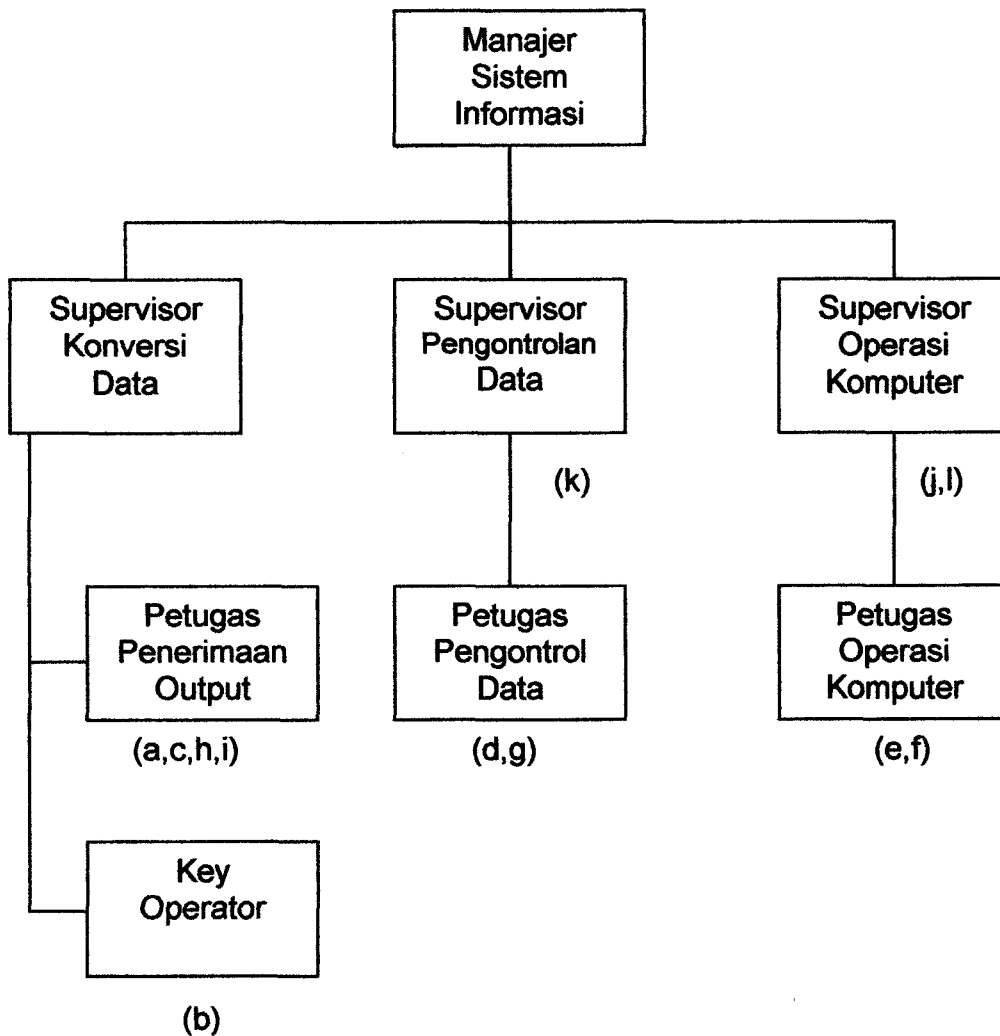 Manajer
Sistem
Informasi
Supervisor
Konversi
Data
Supervisor
Pengontrolan
Data
Supervisor
Operasi
Komputer
(k)
(j,l)
Petugas
Penerimaan
Output
Petugas
Pengontrol
Data
Petugas
Operasi
Komputer
(a,c,h,i)
(d,g)
(e,f)
Key
Operator
(b)